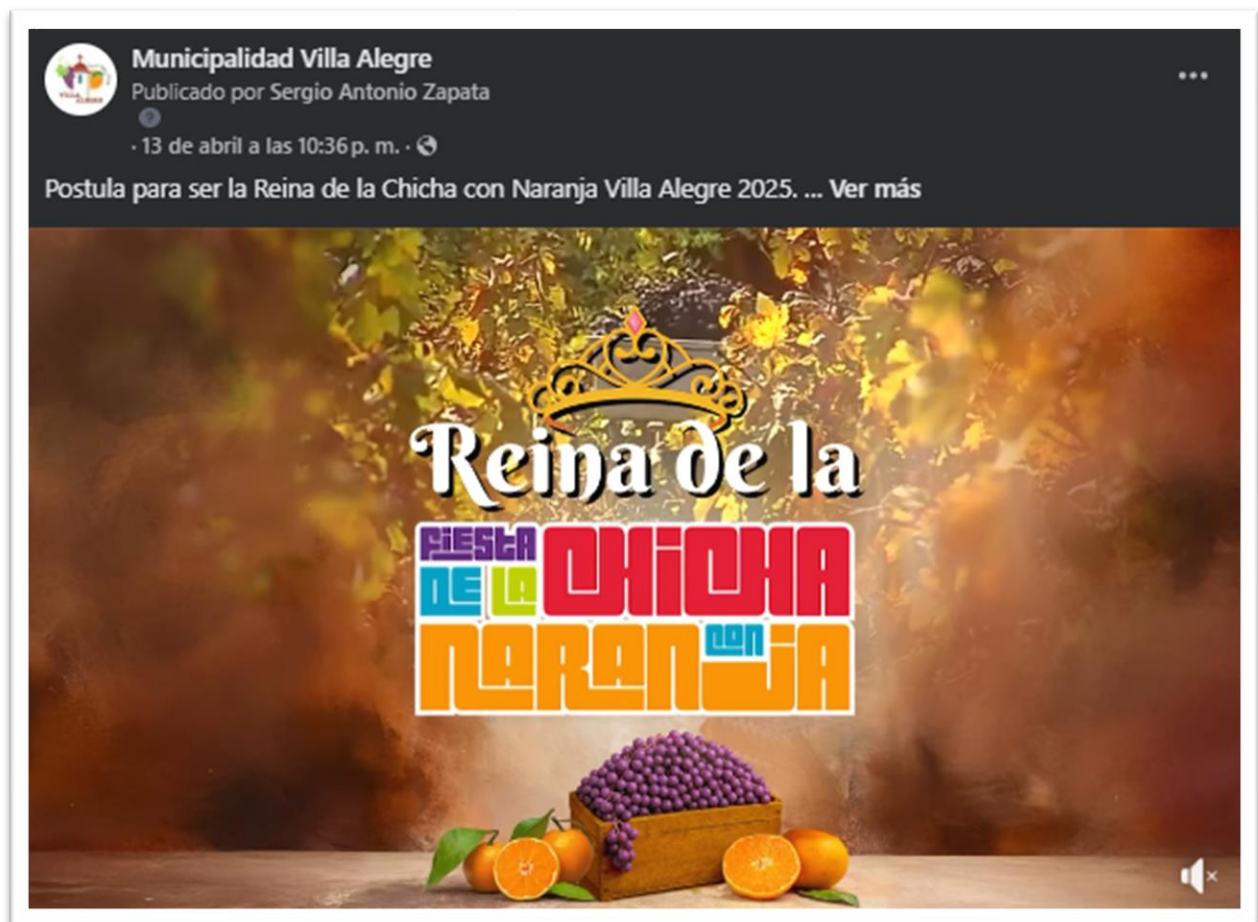 Municipalidad Villa Alegre
Publicado por Sergio Antonio Zapata
· 13 de abril a las 10:36 p. m. ·
Postula para ser la Reina de la Chicha con Naranja Villa Alegre 2025. ... Ver más
Reina de la
FiESTA
DE LA CHiCHA
CON
NARANjA
VILLA
ALEGRE